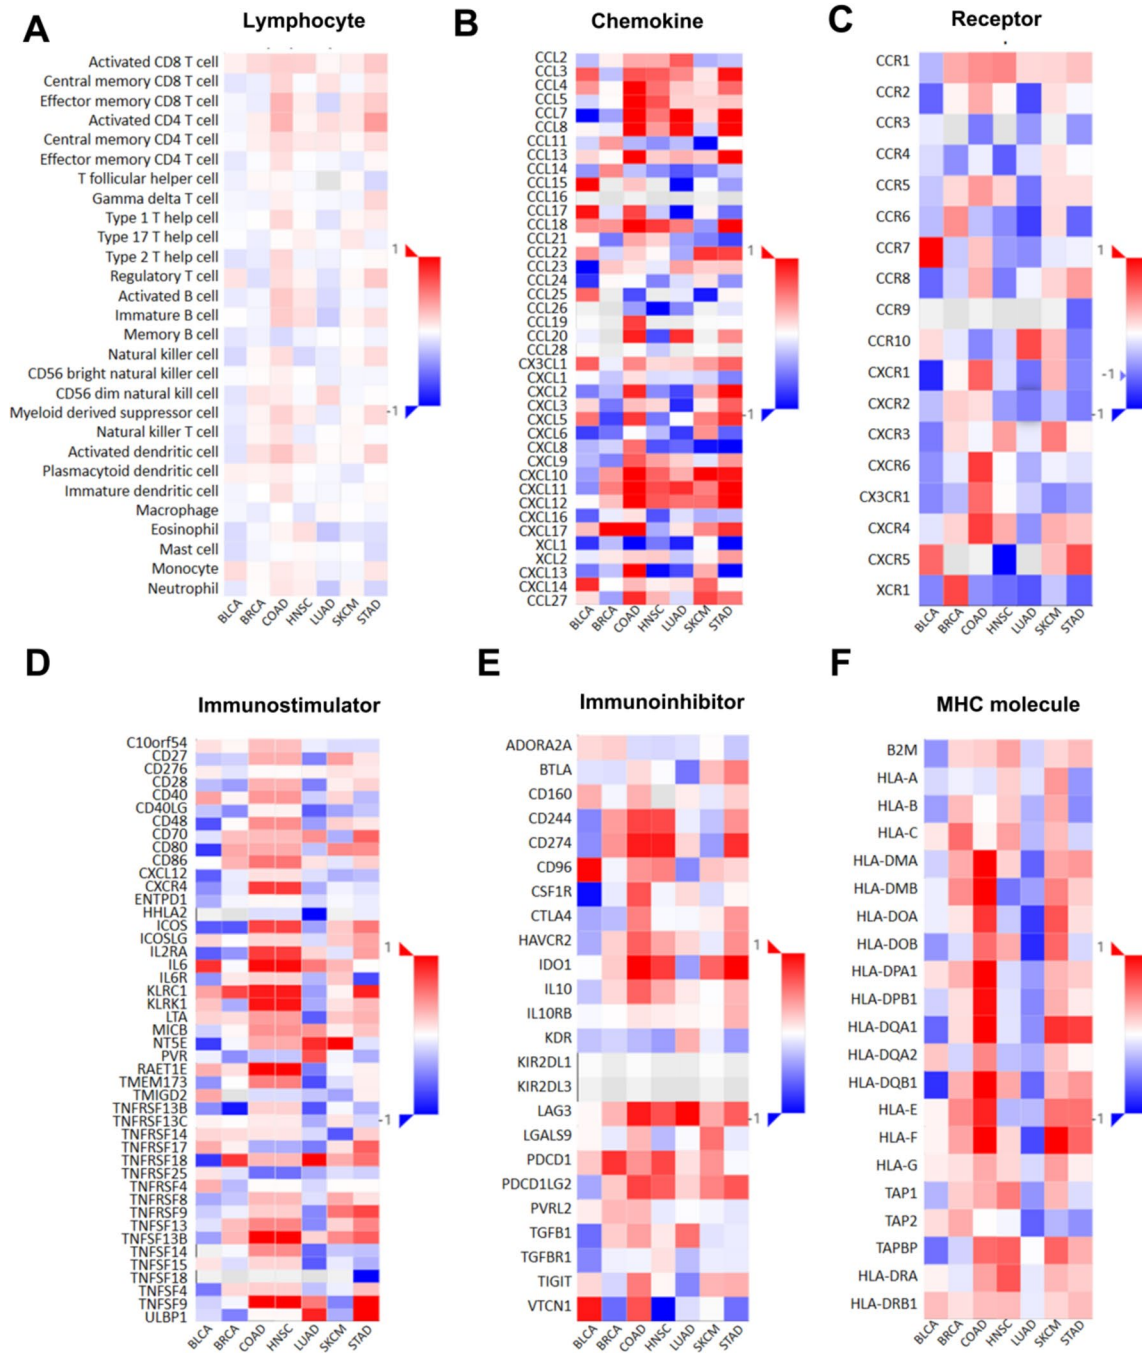 A
Lymphocyte
Activated CD8 T cell
Central memory CD8 T cell
Effector memory CD8 T cell
Activated CD4 T cell
Central memory CD4 T cell
Effector memory CD4 T cell
T follicular helper cell
Gamma delta T cell
Type 1 T help cell
Type 17 T help cell
Type 2 T help cell
Regulatory T cell
Activated B cell
Immature B cell
Memory B cell
Natural killer cell
CD56 bright natural killer cell
CD56 dim natural kill cell
Myeloid derived suppressor cell
Natural killer T cell
Activated dendritic cell
Plasmacytoid dendritic cell
Immature dendritic cell
Macrophage
Eosinophil
Mast cell
Monocyte
Neutrophil
BLCA BRCA COAD HNSC LUAD SKCM STAD
1
-1
B
Chemokine
CCL2
CCL3
CCL4
CCL5
CCL7
CCL8
CCL11
CCL13
CCL14
CCL15
CCL16
CCL17
CCL18
CCL21
CCL22
CCL23
CCL24
CCL25
CCL26
CCL19
CCL20
CCL28
CX3CL1
CXCL1
CXCL2
CXCL3
CXCL5
CXCL6
CXCL8
CXCL9
CXCL10
CXCL11
CXCL12
CXCL16
CXCL17
XCL1
XCL2
CXCL13
CXCL14
CCL27
BLCA BRCA COAD HNSC LUAD SKCM STAD
1
-1
C
Receptor
CCR1
CCR2
CCR3
CCR4
CCR5
CCR6
CCR7
CCR8
CCR9
CCR10
CXCR1
CXCR2
CXCR3
CXCR6
CX3CR1
CXCR4
CXCR5
XCR1
BLCA BRCA COAD HNSC LUAD SKCM STAD
1
-1
-1
D
Immunostimulator
C10orf54
CD27
CD276
CD28
CD40
CD40LG
CD48
CD70
CD80
CD86
CXCL12
CXCR4
ENTPD1
HHLA2
ICOS
ICOSLG
IL2RA
IL6
IL6R
KLRC1
KLRK1
LTA
MICB
NT5E
PVR
RAET1E
TMEM173
TMIGD2
TNFRSF13B
TNFRSF13C
TNFRSF14
TNFRSF17
TNFRSF18
TNFRSF25
TNFRSF4
TNFRSF8
TNFRSF9
TNFSF13
TNFSF13B
TNFSF14
TNFSF15
TNFSF18
TNFSF4
TNFSF9
ULBP1
BLCA BRCA COAD HNSC LUAD SKCM STAD
1
-1
E
Immunoinhibitor
ADORA2A
BTLA
CD160
CD244
CD274
CD96
CSF1R
CTLA4
HAVCR2
IDO1
IL10
IL10RB
KDR
KIR2DL1
KIR2DL3
LAG3
LGALS9
PDCD1
PDCD1LG2
PVRL2
TGFB1
TGFBR1
TIGIT
VTCN1
BLCA BRCA COAD HNSC LUAD SKCM STAD
1
-1
F
MHC molecule
B2M
HLA-A
HLA-B
HLA-C
HLA-DMA
HLA-DMB
HLA-DOA
HLA-DOB
HLA-DPA1
HLA-DPB1
HLA-DQA1
HLA-DQA2
HLA-DQB1
HLA-E
HLA-F
HLA-G
TAP1
TAP2
TAPBP
HLA-DRA
HLA-DRB1
BLCA BRCA COAD HNSC LUAD SKCM STAD
1
-1